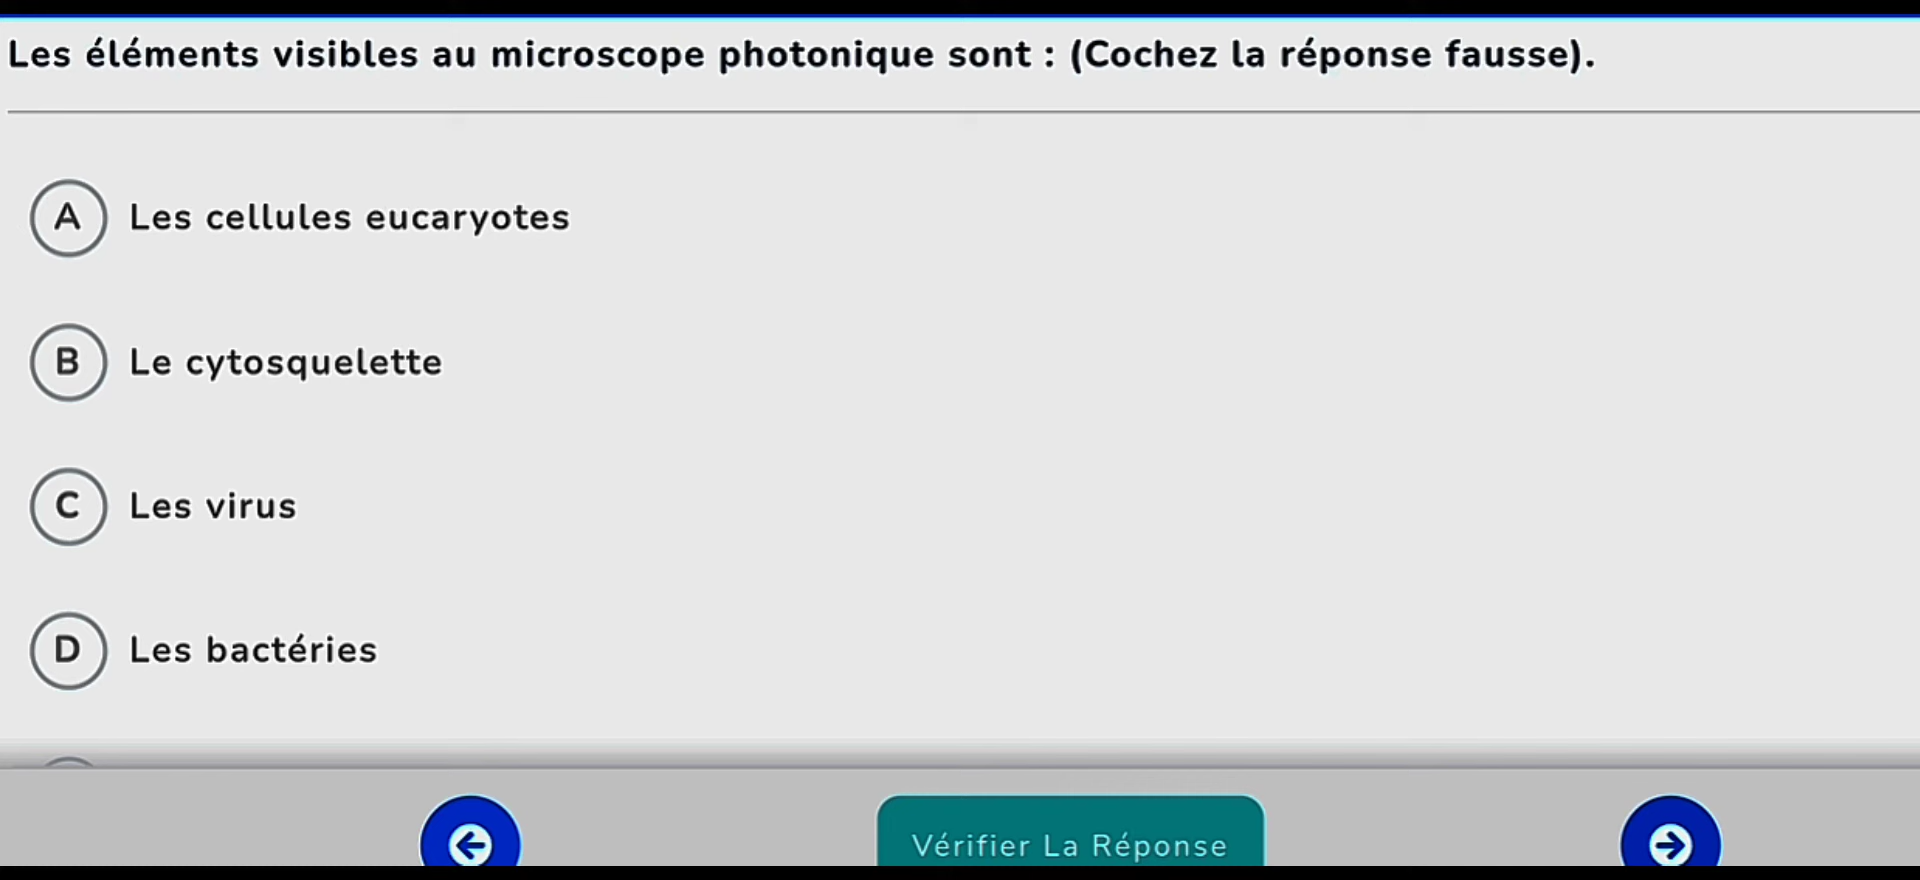 Les éléments visibles au microscope photonique sont : (Cochez la réponse fausse).
A Les cellules eucaryotes
B Le cytosquelette
C Les virus
D Les bactéries
Vérifier La Réponse